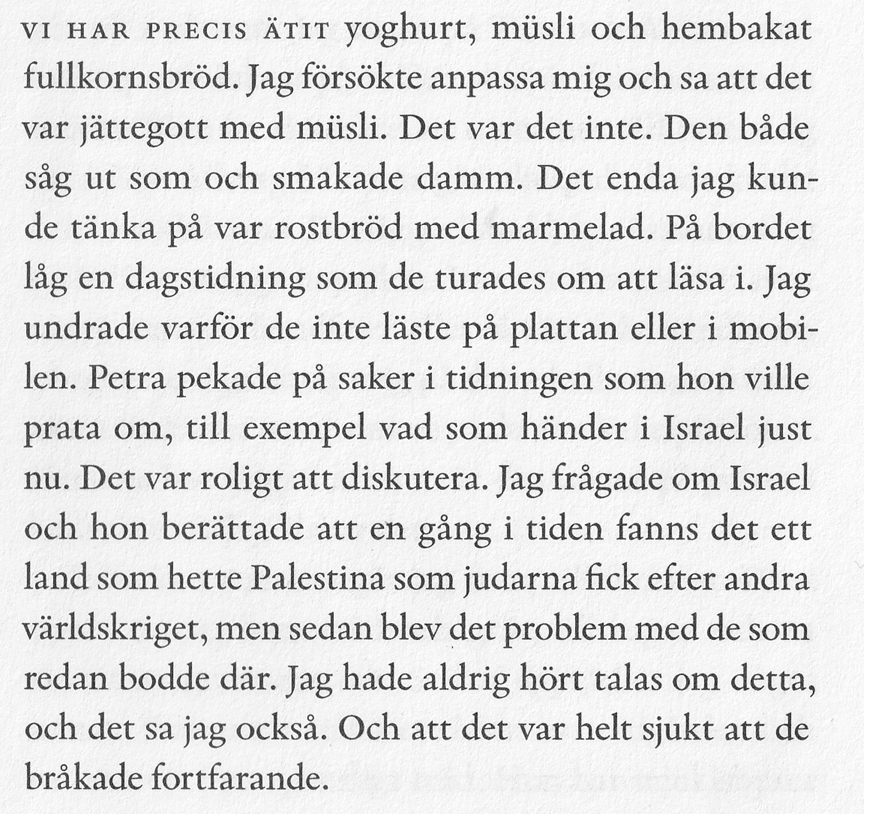 VI HAR PRECIS ÄTIT yoghurt, müsli och hembakat
fullkornsbröd. Jag försökte anpassa mig och sa att det
var jättegott med müsli. Det var det inte. Den både
såg ut som och smakade damm. Det enda jag kun-
de tänka på var rostbröd med marmelad. På bordet
låg en dagstidning som de turades om att läsa i. Jag
undrade varför de inte läste på plattan eller i mobi-
len. Petra pekade på saker i tidningen som hon ville
prata om, till exempel vad som händer i Israel just
nu. Det var roligt att diskutera. Jag frågade om Israel
och hon berättade att en gång i tiden fanns det ett
land som hette Palestina som judarna fick efter andra
världskriget, men sedan blev det problem med de som
redan bodde där. Jag hade aldrig hört talas om detta,
och det sa jag också. Och att det var helt sjukt att de
bråkade fortfarande.